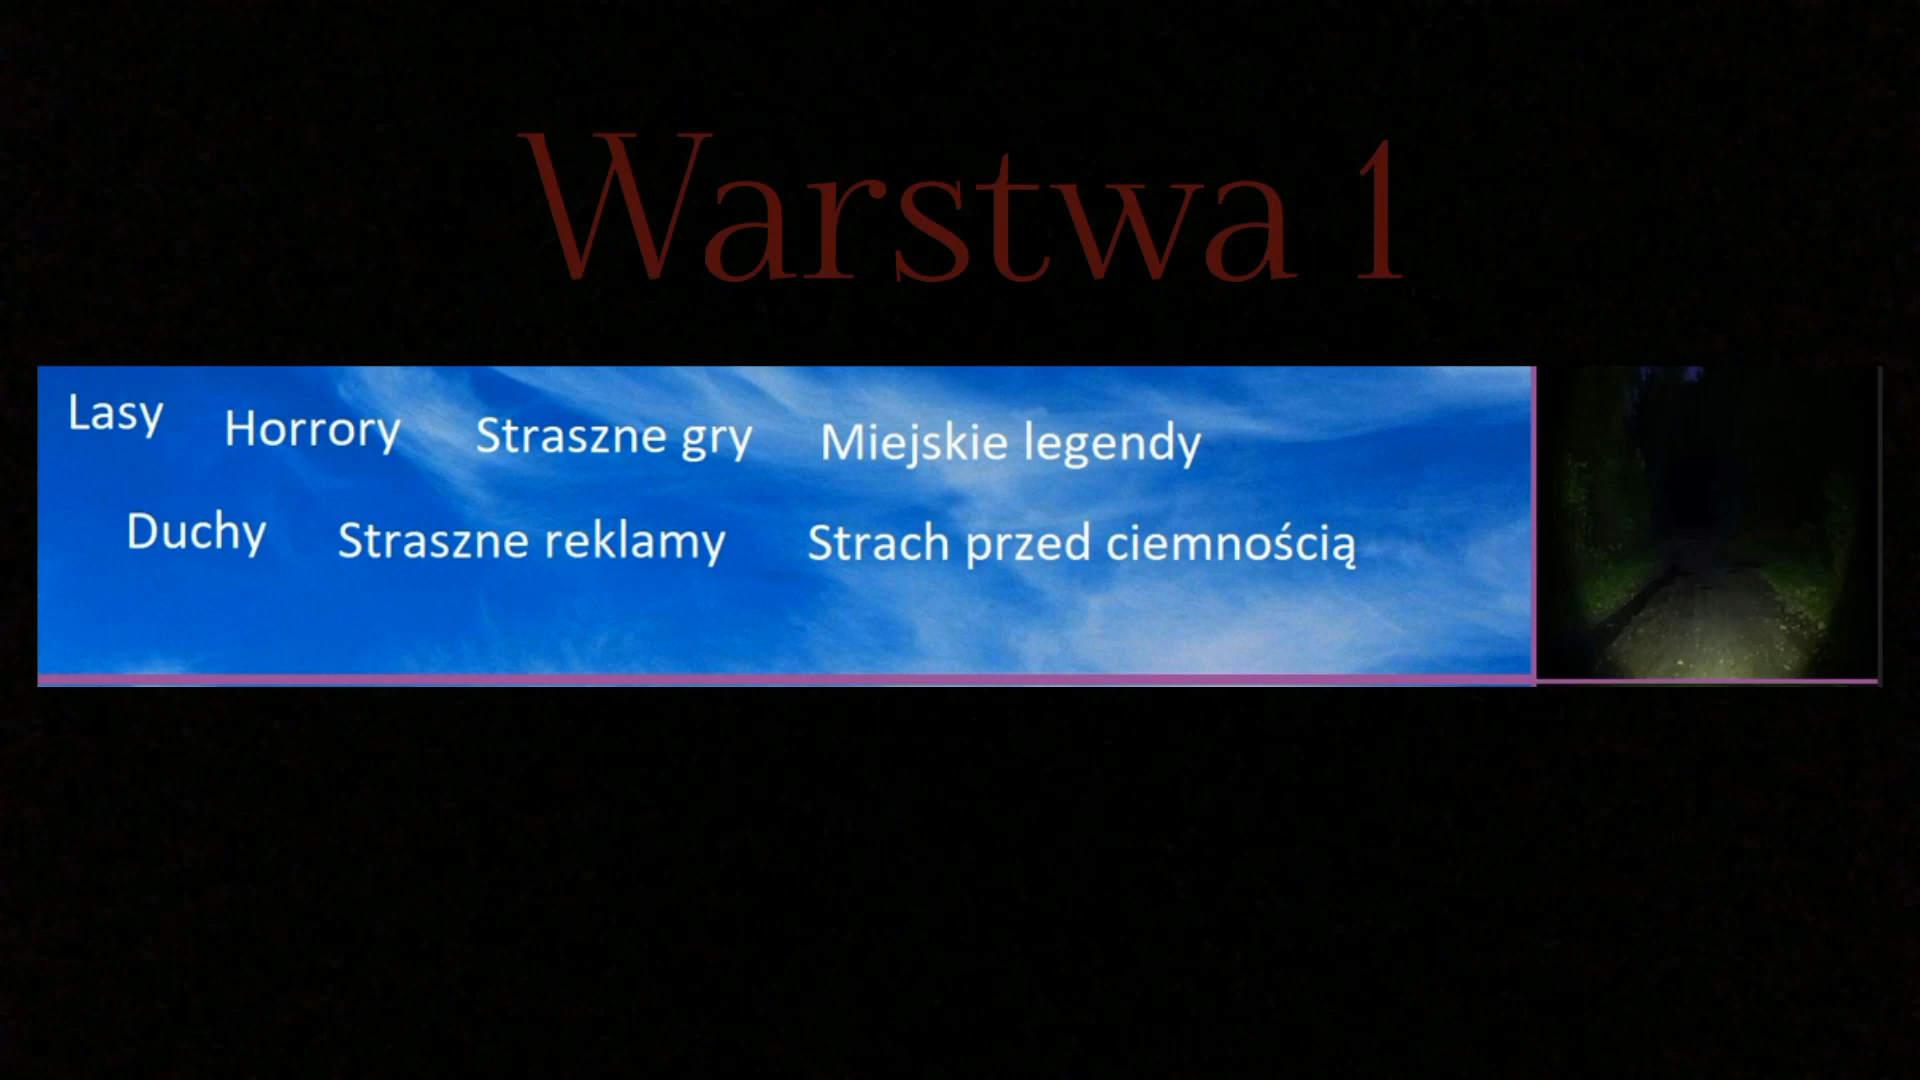 Warstwa 1
Lasy Horrory Straszne gry Miejskie legendy
Duchy Straszne reklamy Strach przed ciemnością